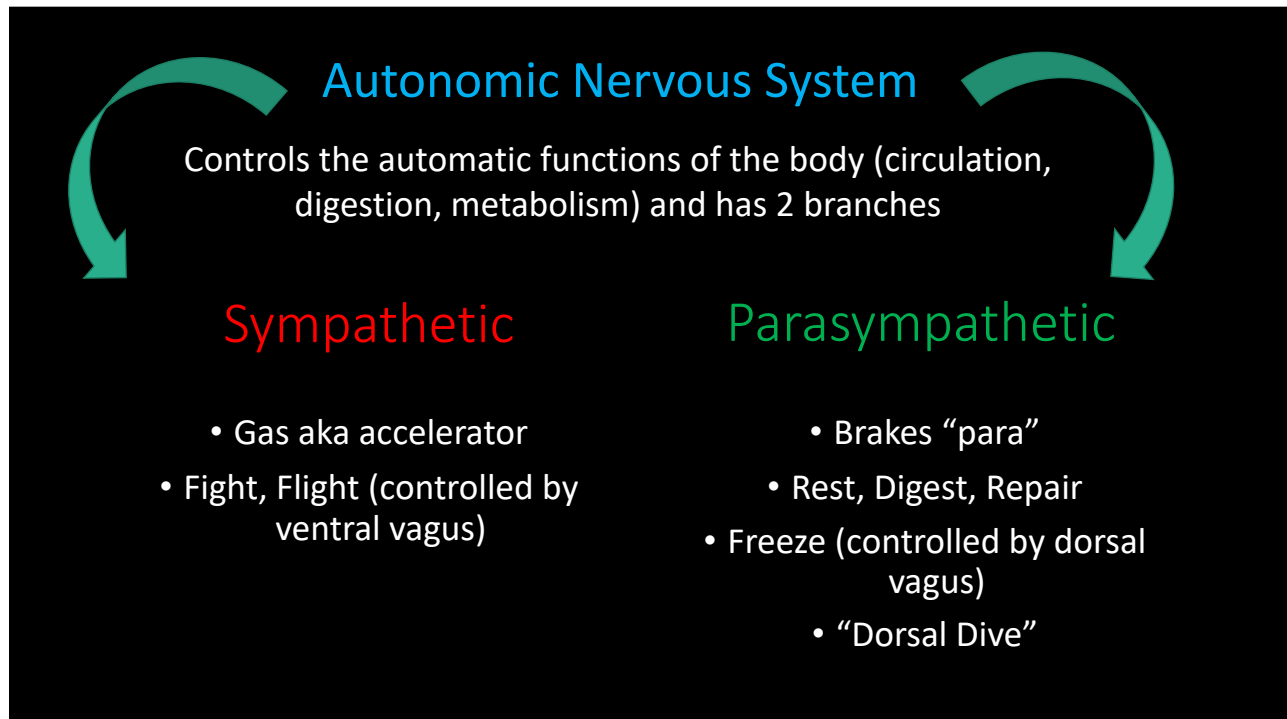 Autonomic Nervous System
Controls the automatic functions of the body (circulation,
digestion, metabolism) and has 2 branches
Sympathetic
• Gas aka accelerator
• Fight, Flight (controlled by
ventral vagus)
Parasympathetic
• Brakes “para”
• Rest, Digest, Repair
• Freeze (controlled by dorsal
vagus)
• “Dorsal Dive”